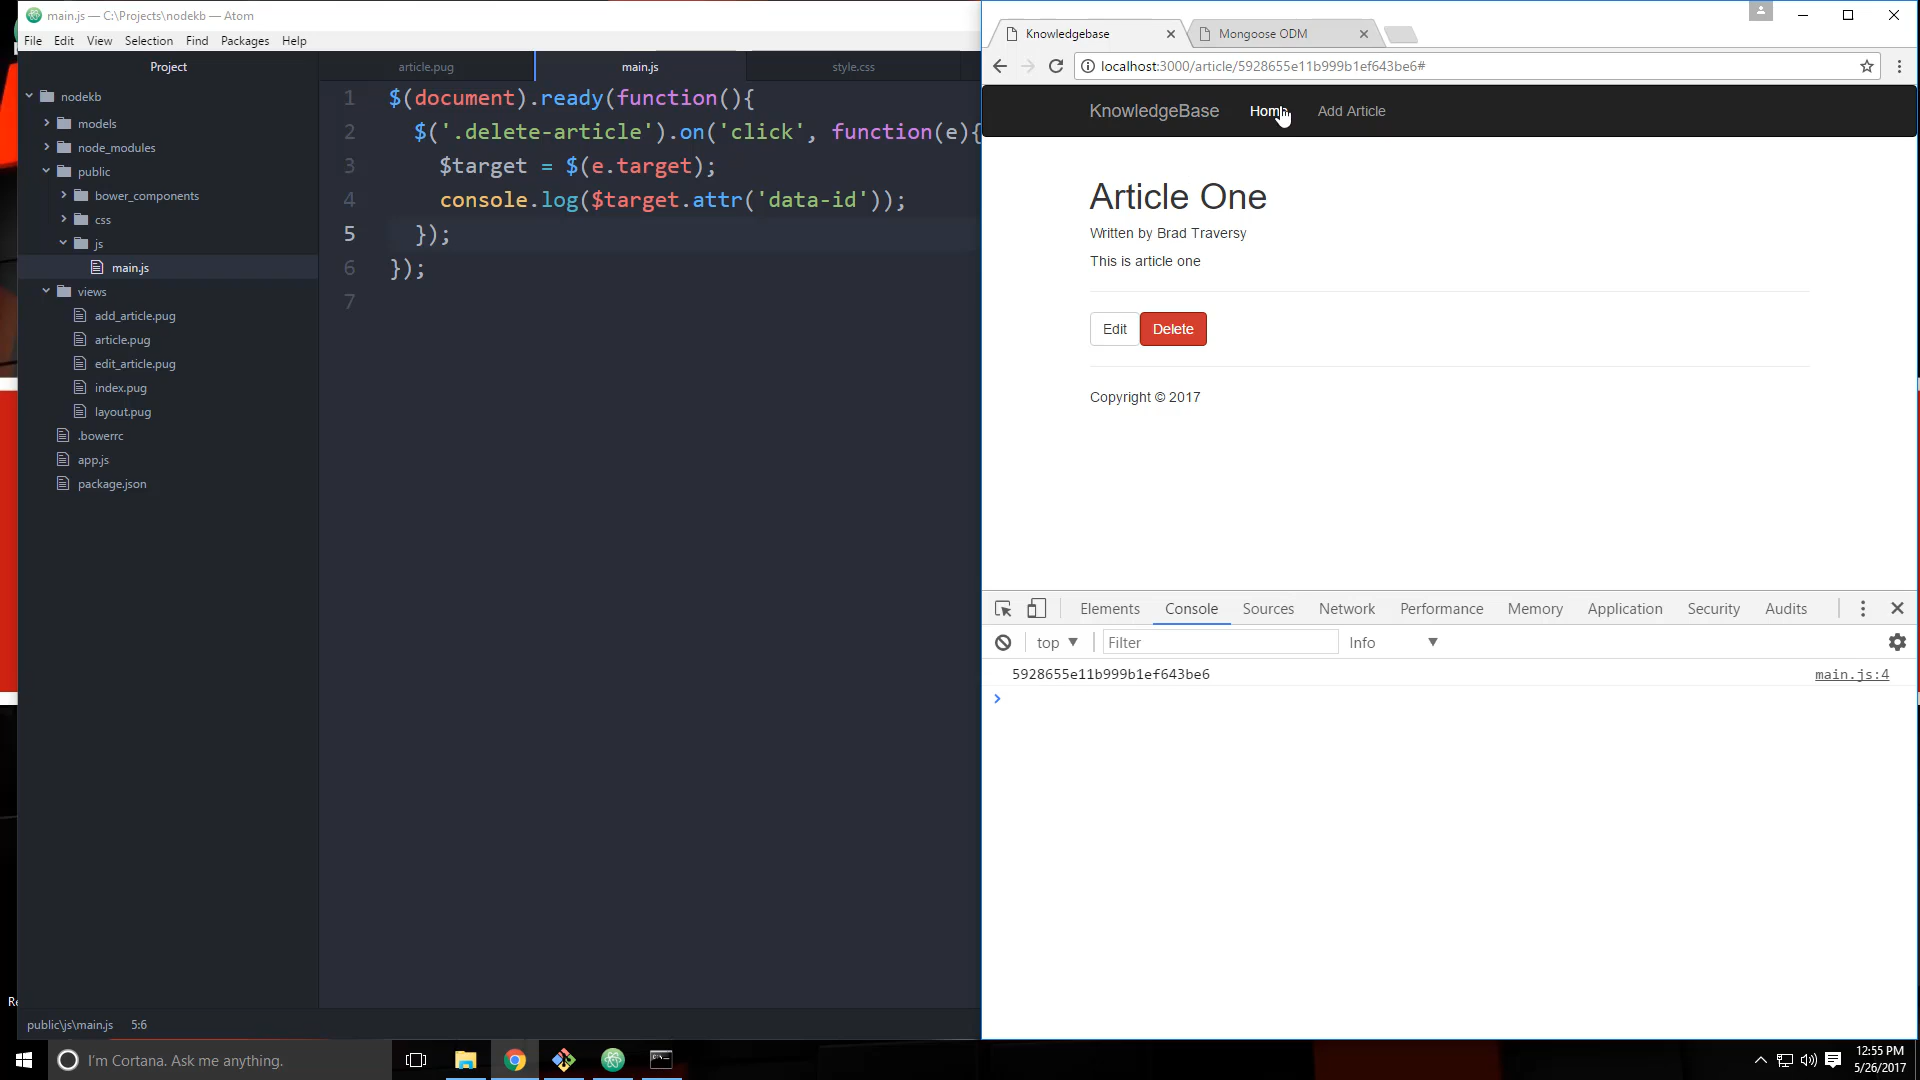 main.js — C:\Projects\nodekb — Atom
File Edit View Selection Find Packages Help
Project
nodekb
models
node_modules
public
bower_components
css
js
main.js
views
add_article.pug
article.pug
edit_article.pug
index.pug
layout.pug
.bowerrc
app.js
package.json
article.pug main.js style.css
1 $(document).ready(function(){
2 $('.delete-article').on('click', function(e){
3 $target = $(e.target);
4 console.log($target.attr('data-id'));
5 });
6 });
7
public\js\main.js 5:6
Knowledgebase Mongoose ODM
localhost:3000/article/5928655e11b999b1ef643be6#
KnowledgeBase Home Add Article
Article One
Written by Brad Traversy
This is article one
Edit Delete
Copyright © 2017
Elements Console Sources Network Performance Memory Application Security Audits
top Filter Info
5928655e11b999b1ef643be6 main.js:4
I'm Cortana. Ask me anything.
12:55 PM
5/26/2017